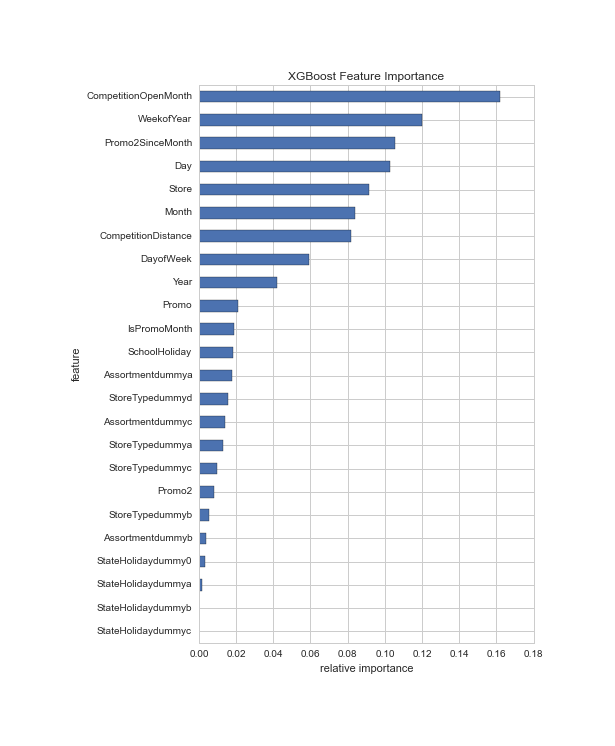 XGBoost Feature Importance
CompetitionOpenMonth
WeekofYear
Promo2SinceMonth
Day
Store
Month
CompetitionDistance
DayofWeek
Year
Promo
IsPromoMonth
SchoolHoliday
Assortmentdummya
StoreTypedummyd
Assortmentdummyc
StoreTypedummya
StoreTypedummyc
Promo2
StoreTypedummyb
Assortmentdummyb
StateHolidaydummy0
StateHolidaydummya
StateHolidaydummyb
StateHolidaydummyc
feature
0.00 0.02 0.04 0.06 0.08 0.10 0.12 0.14 0.16 0.18
relative importance